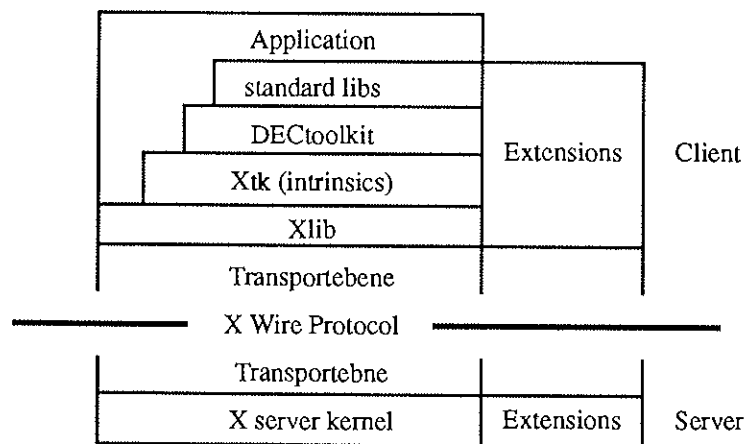 Application
standard libs
DECtoolkit
Extensions
Client
Xtk (intrinsics)
Xlib
Transportebene
X Wire Protocol
Transportebne
X server kernel
Extensions
Server